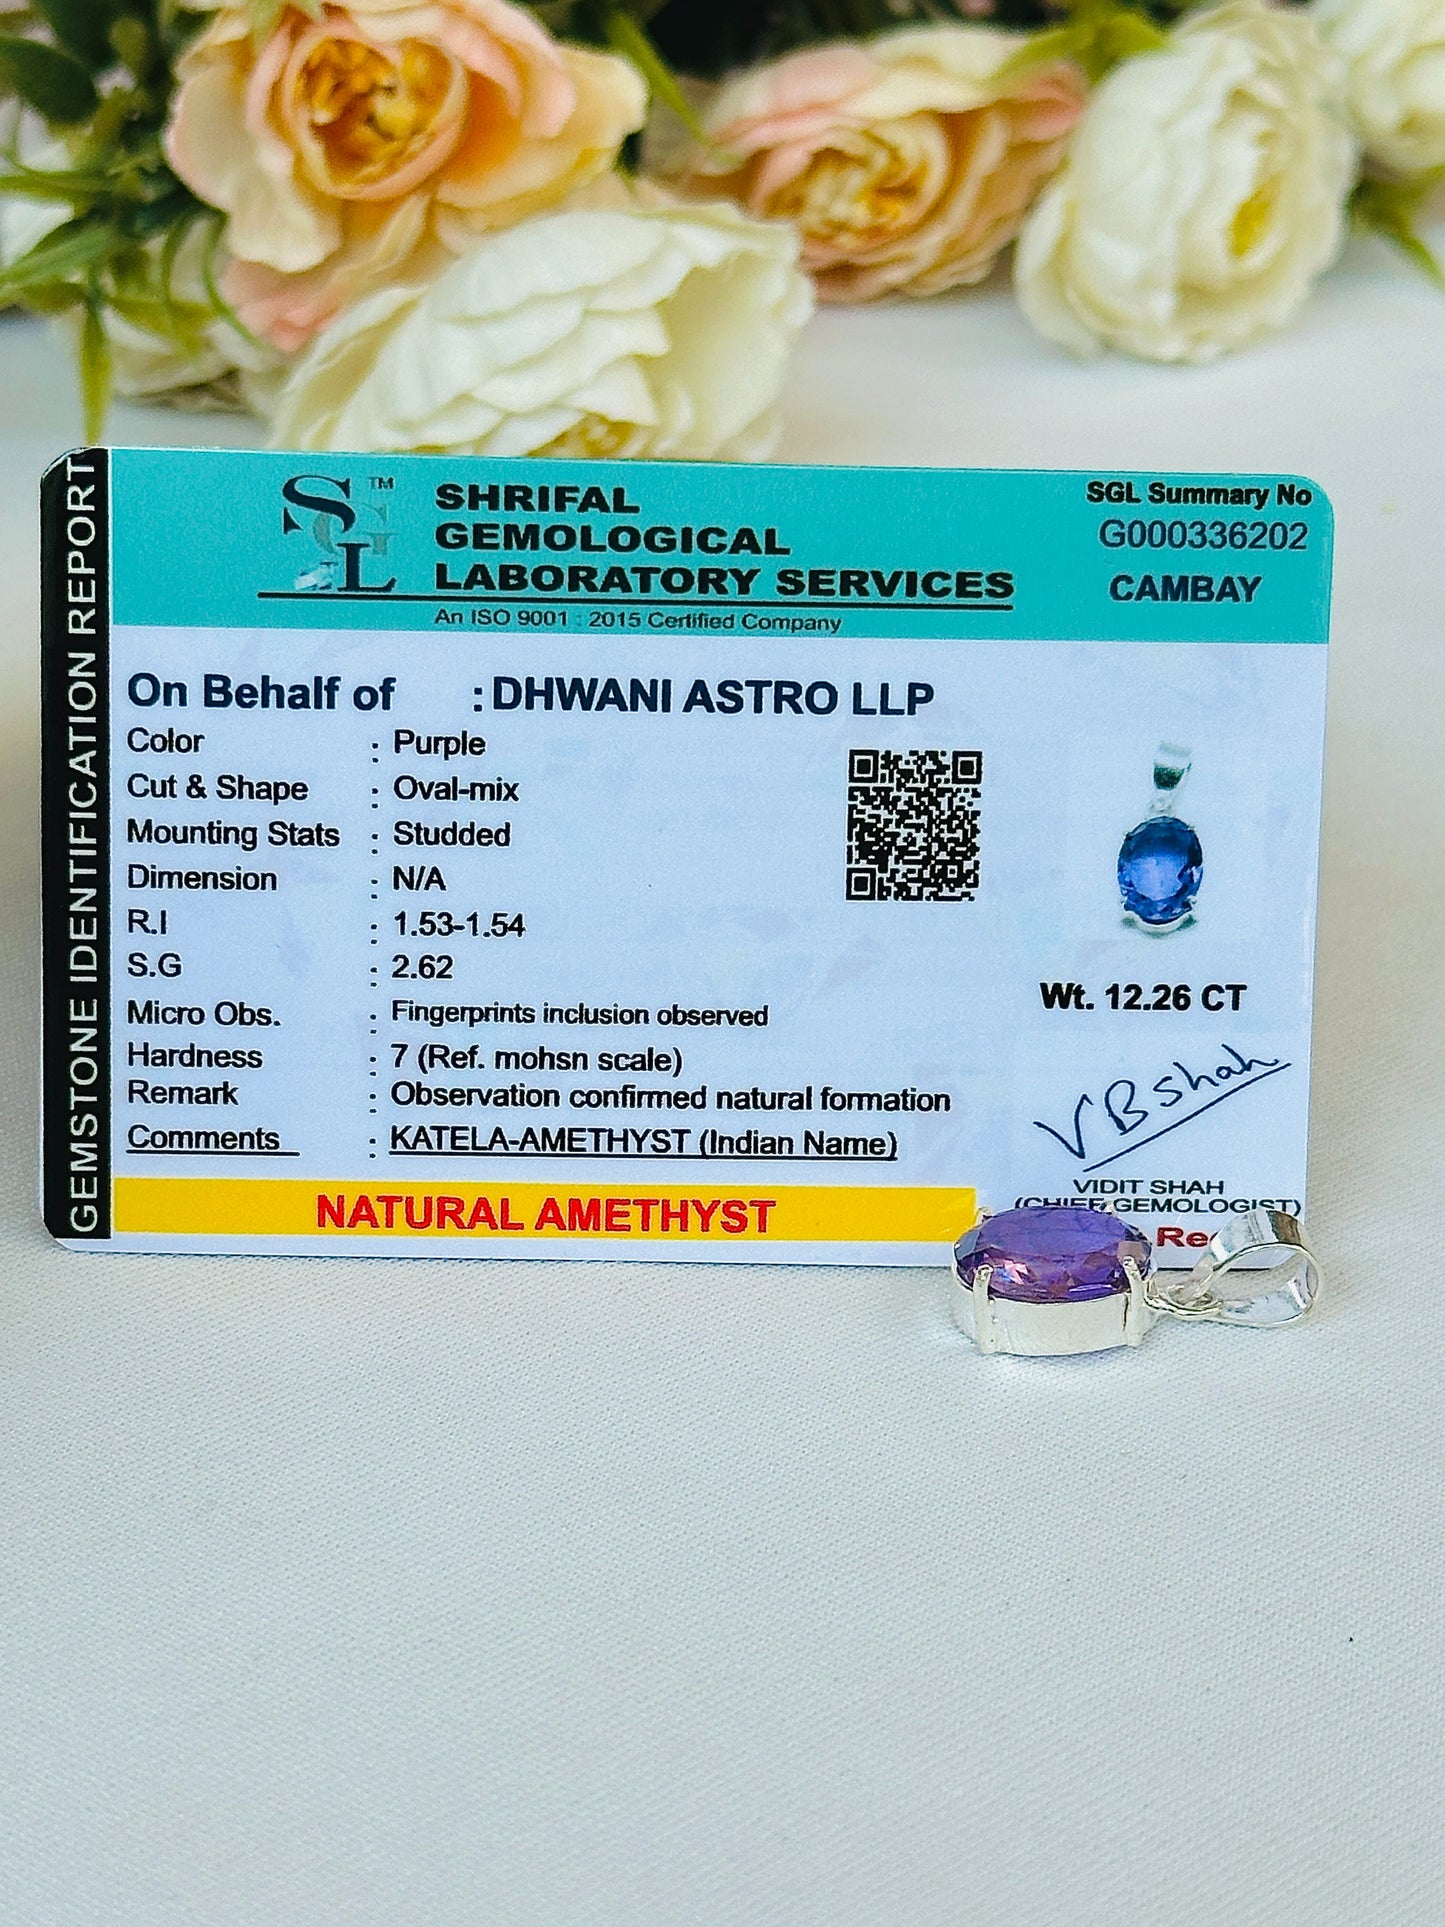 GEMSTONE IDENTIFICATION REPORT
SGL
TM
SHRIFAL
GEMOLOGICAL
LABORATORY SERVICES
An ISO 9001 : 2015 Certified Company
SGL Summary No
G000336202
CAMBAY
On Behalf of :DHWANI ASTRO LLP
Color : Purple
Cut & Shape : Oval-mix
Mounting Stats : Studded
Dimension : N/A
R.I : 1.53-1.54
S.G : 2.62
Micro Obs. : Fingerprints inclusion observed
Hardness : 7 (Ref. mohsn scale)
Remark : Observation confirmed natural formation
Comments : KATELA-AMETHYST (Indian Name)
NATURAL AMETHYST
Wt. 12.26 CT
VBshah
VIDIT SHAH
(CHIEF GEMOLOGIST)